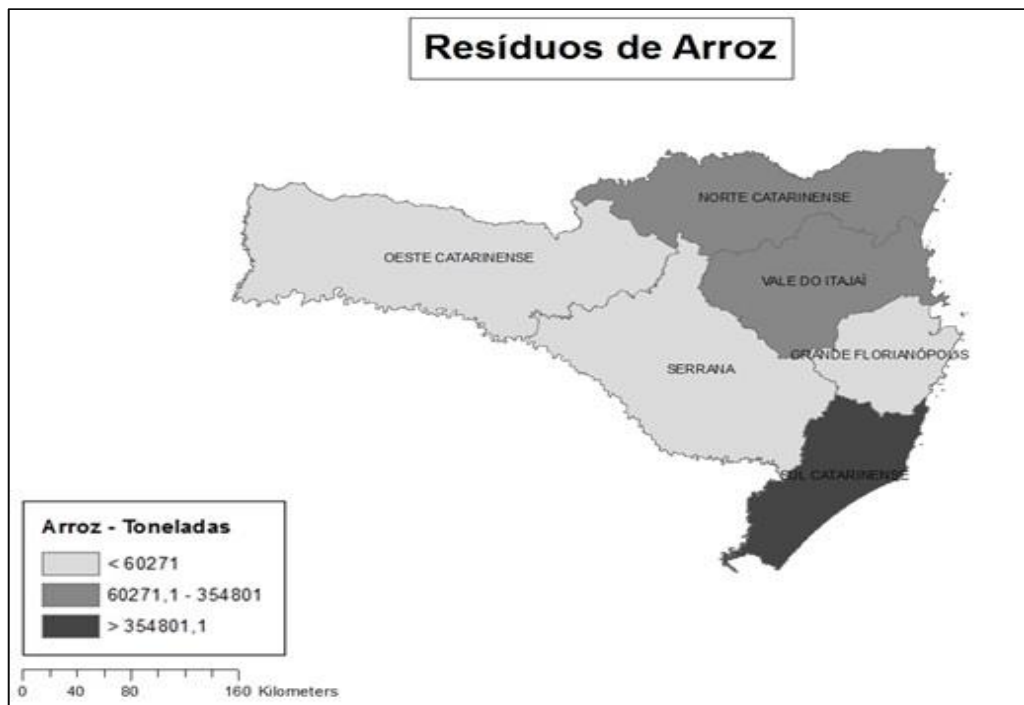 Resíduos de Arroz
NORTE CATARINENSE
OESTE CATARINENSE
VALE DO ITAJAÍ
GRANDE FLORIANÓPOLIS
SERRANA
SUL CATARINENSE
Arroz - Toneladas
< 60271
60271,1 - 354801
> 354801,1
0 40 80 160 Kilometers